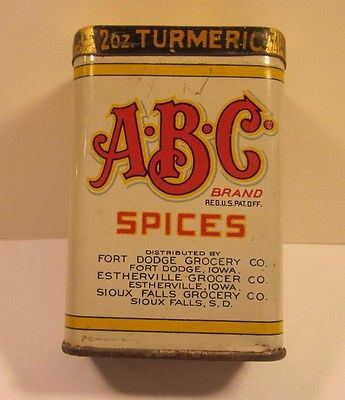 2oz. TURMERIC
A·B·C·
BRAND
REG.U.S.PAT.OFF.
SPICES
DISTRIBUTED BY
FORT DODGE GROCERY CO.
FORT DODGE, IOWA.
ESTHERVILLE GROCER CO.
ESTHERVILLE, IOWA.
SIOUX FALLS GROCERY CO.
SIOUX FALLS, S.D.